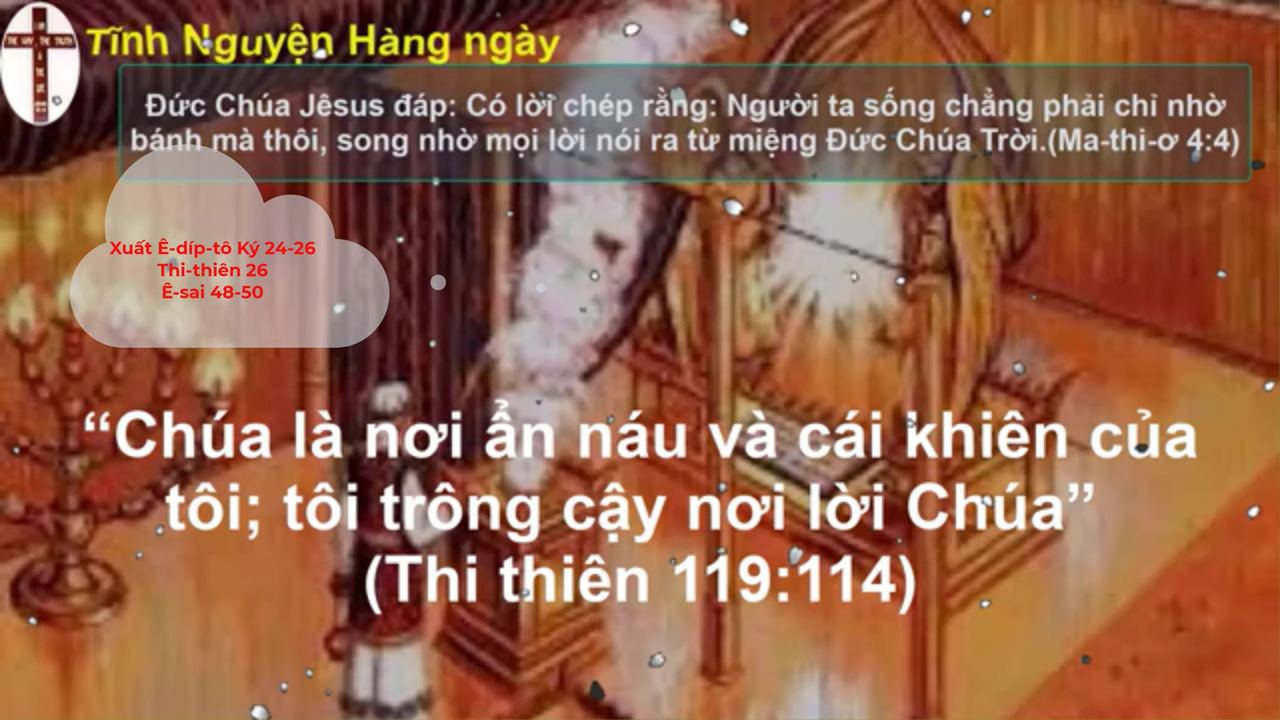 Tĩnh Nguyện Hàng ngày
Đức Chúa Jêsus đáp: Có lời chép rằng: Người ta sống chẳng phải chỉ nhờ
bánh mà thôi, song nhờ mọi lời nói ra từ miệng Đức Chúa Trời.(Ma-thi-ơ 4:4)
Xuất Ê-díp-tô Ký 24-26
Thi-thiên 26
Ê-sai 48-50
“Chúa là nơi ẩn náu và cái khiên của
tôi; tôi trông cậy nơi lời Chúa”
(Thi thiên 119:114)